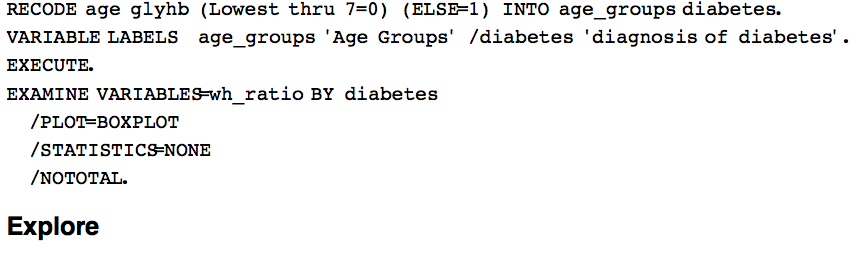 RECODE age glyhb (Lowest thru 7=0) (ELSE=1) INTO age_groups diabetes.
VARIABLE LABELS  age_groups 'Age Groups' /diabetes 'diagnosis of diabetes'.
EXECUTE.
EXAMINE VARIABLES=wh_ratio BY diabetes
/PLOT=BOXPLOT
/STATISTICS=NONE
/NOTOTAL.
Explore